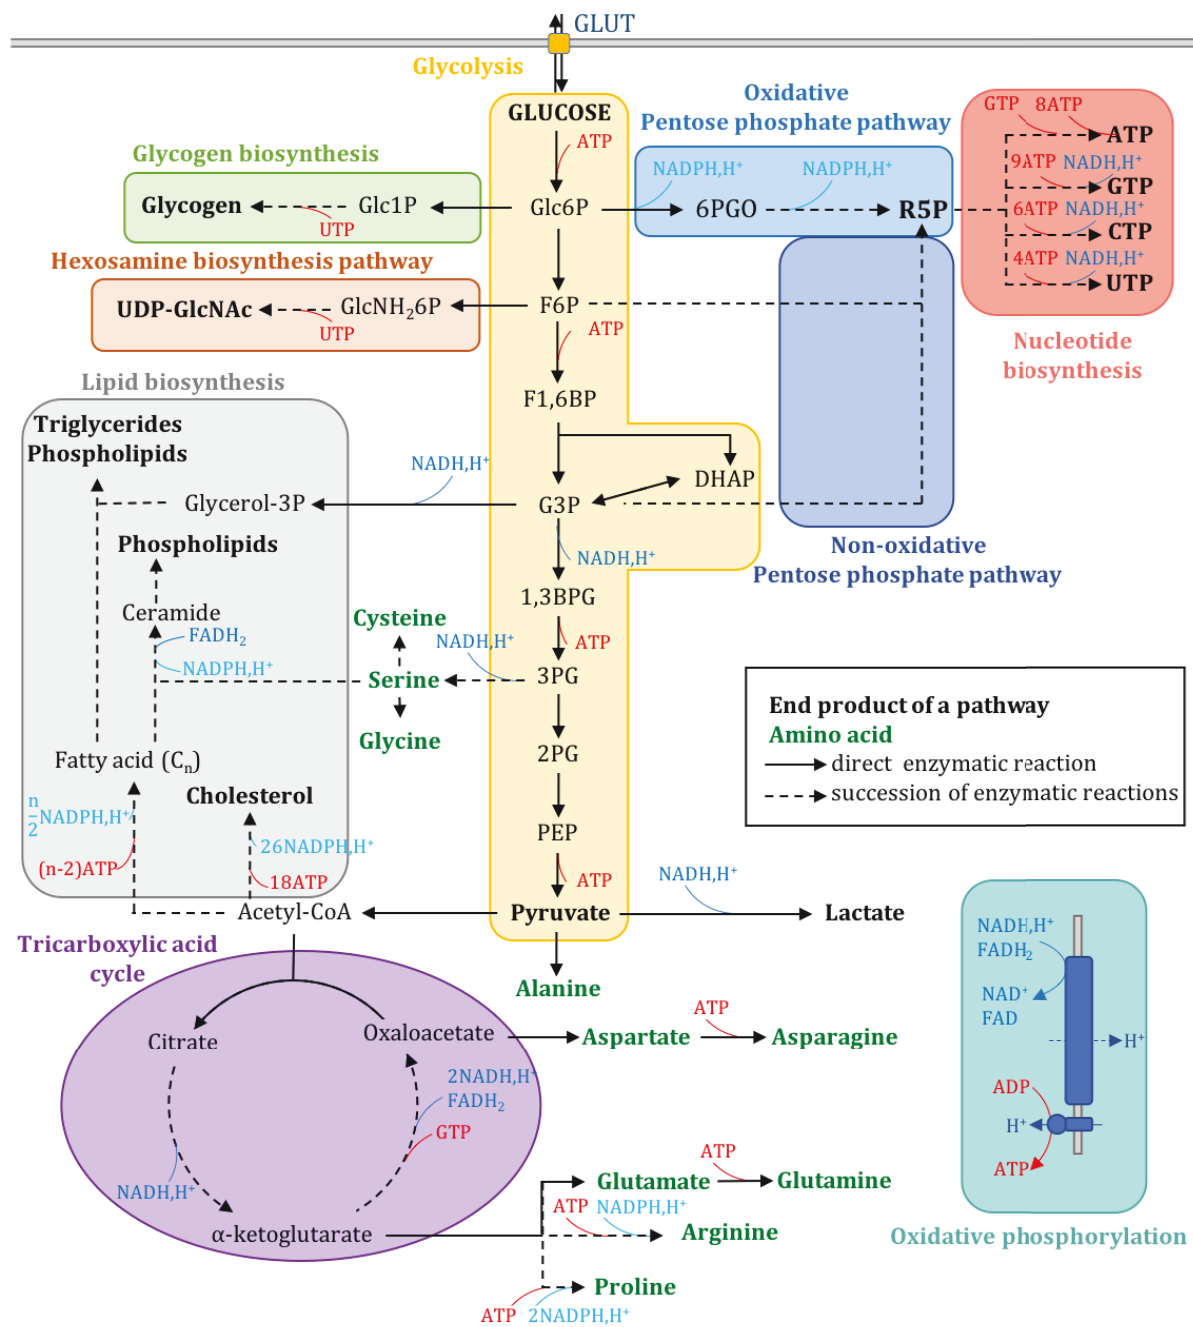 GLUT
Glycolysis
GLUCOSE
ATP
Oxidative
Pentose phosphate pathway
GTP 8ATP
ATP
9ATP NADH,H⁺
GTP
6ATP NADH,H⁺
CTP
4ATP NADH,H⁺
UTP
Nucleotide
biosynthesis
Glycogen biosynthesis
Glycogen
UTP
Glc1P
Glc6P
NADPH,H⁺
6PGO
NADPH,H⁺
R5P
Hexosamine biosynthesis pathway
UDP-GlcNAc
UTP
GlcNH₂6P
F6P
ATP
F1,6BP
Lipid biosynthesis
Triglycerides
Phospholipids
NADH,H⁺
DHAP
Glycerol-3P
G3P
Phospholipids
NADH,H⁺
Non-oxidative
Pentose phosphate pathway
1,3BPG
Ceramide
FADH₂
NADPH,H⁺
Cysteine
NADH,H⁺
ATP
Serine
3PG
Glycine
2PG
Fatty acid (Cₙ)
Cholesterol
n
2
NADPH,H⁺
(n-2)ATP
26NADPH,H⁺
18ATP
PEP
ATP
End product of a pathway
Amino acid
direct enzymatic reaction
succession of enzymatic reactions
Acetyl-CoA
Pyruvate
NADH,H⁺
Lactate
Tricarboxylic acid
cycle
Alanine
Citrate
Oxaloacetate
Aspartate
ATP
Asparagine
2NADH,H⁺
FADH₂
GTP
NADH,H⁺
α-ketoglutarate
Glutamate
ATP
Glutamine
ATP NADPH,H⁺
Arginine
Proline
ATP 2NADPH,H⁺
NADH,H⁺
FADH₂
NAD⁺
FAD
H⁺
ADP
H⁺
ATP
Oxidative phosphorylation